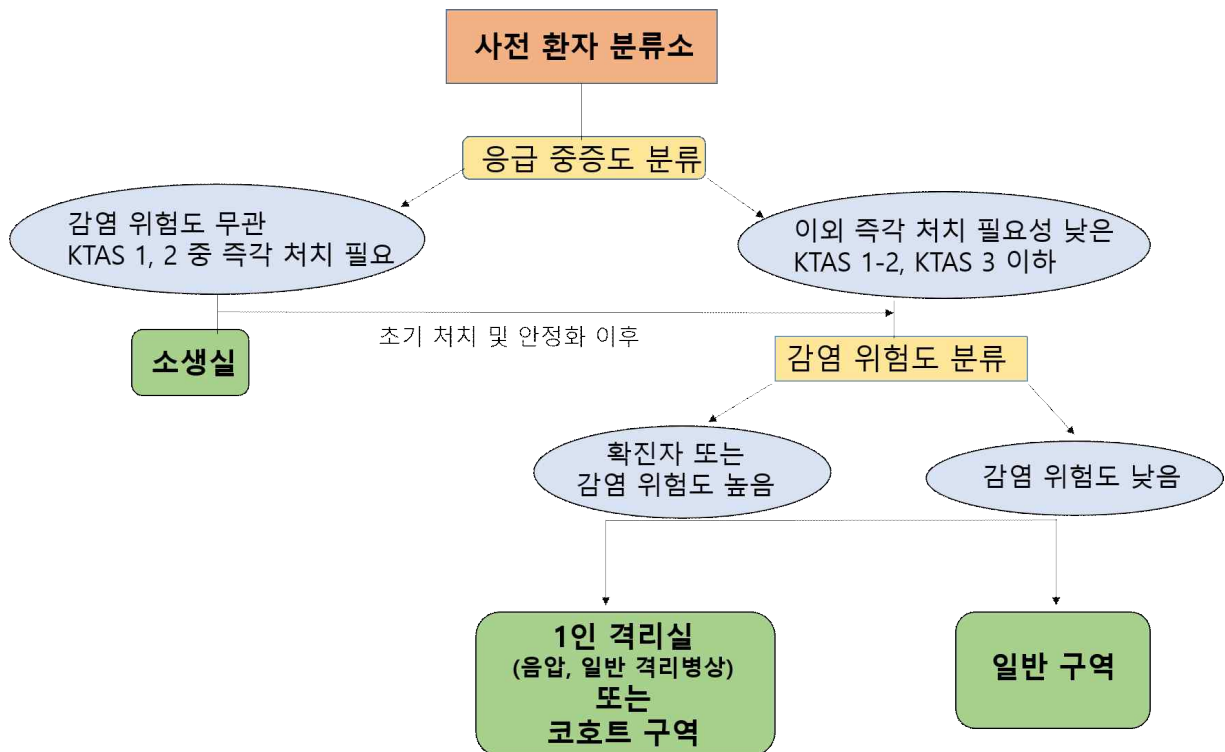 사전 환자 분류소
응급 중증도 분류
감염 위험도 무관
KTAS 1, 2 중 즉각 처치 필요
이외 즉각 처치 필요성 낮은
KTAS 1-2, KTAS 3 이하
초기 처치 및 안정화 이후
소생실
감염 위험도 분류
확진자 또는
감염 위험도 높음
감염 위험도 낮음
1인 격리실
(음압, 일반 격리병상)
또는
코호트 구역
일반 구역